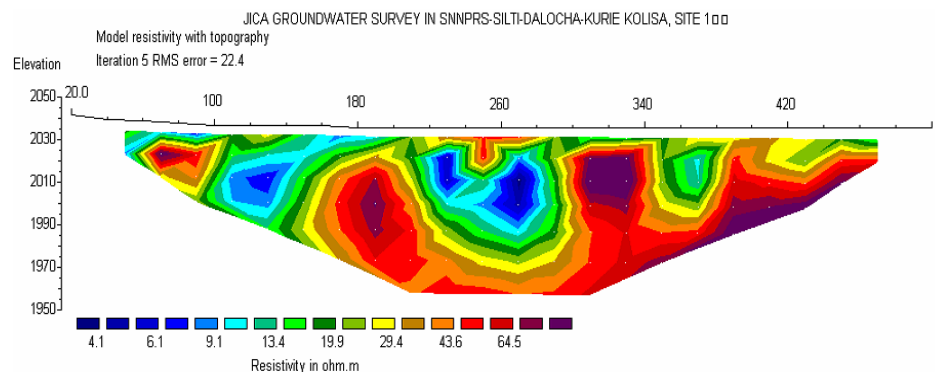 JICA GROUNDWATER SURVEY IN SNNPRS-SILTI-DALOCHA-KURIE KOLISA, SITE 1□□
Model resistivity with topography
Iteration 5 RMS error = 22.4
Elevation
20.0 100 180 260 340 420
2050
2030
2010
1990
1970
1950
4.1 6.1 9.1 13.4 19.9 29.4 43.6 64.5
Resistivity in ohm.m